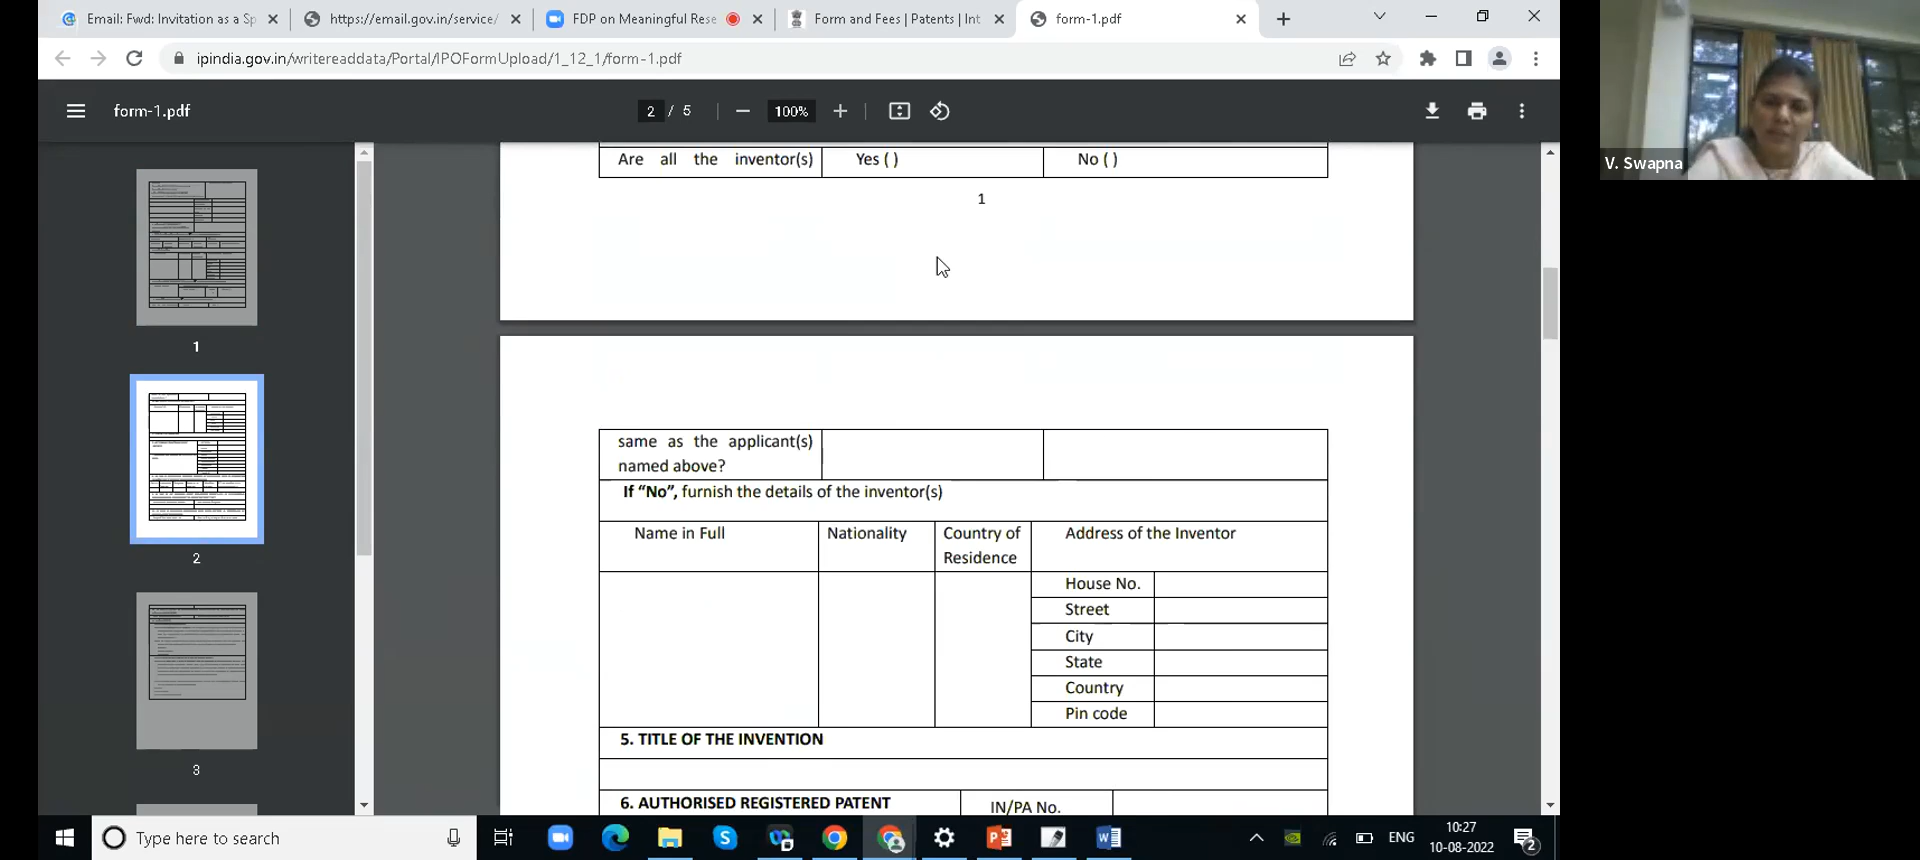 Email: Fwd: Invitation as a Sp
https://email.gov.in/service/
FDP on Meaningful Rese
Form and Fees | Patents | Int
form-1.pdf
ipindia.gov.in/writereaddata/Portal/IPOFormUpload/1_12_1/form-1.pdf
form-1.pdf
2 / 5
100%
V. Swapna
Are all the inventor(s)
Yes ( )
No ( )
1
same as the applicant(s)
named above?
If “No”, furnish the details of the inventor(s)
Name in Full
Nationality
Country of
Residence
Address of the Inventor
House No.
Street
City
State
Country
Pin code
5. TITLE OF THE INVENTION
6. AUTHORISED REGISTERED PATENT
IN/PA No.
1
2
3
Type here to search
ENG
10:27
10-08-2022
2